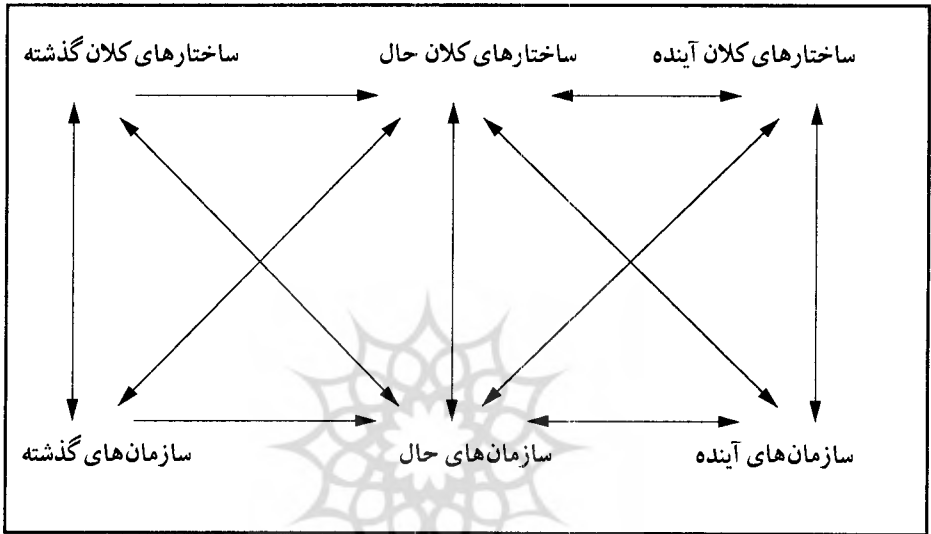 ساختارهای کلان آینده ساختارهای کلان حال ساختارهای کلان گذشته
سازمان‌های آینده سازمان‌های حال سازمان‌های گذشته